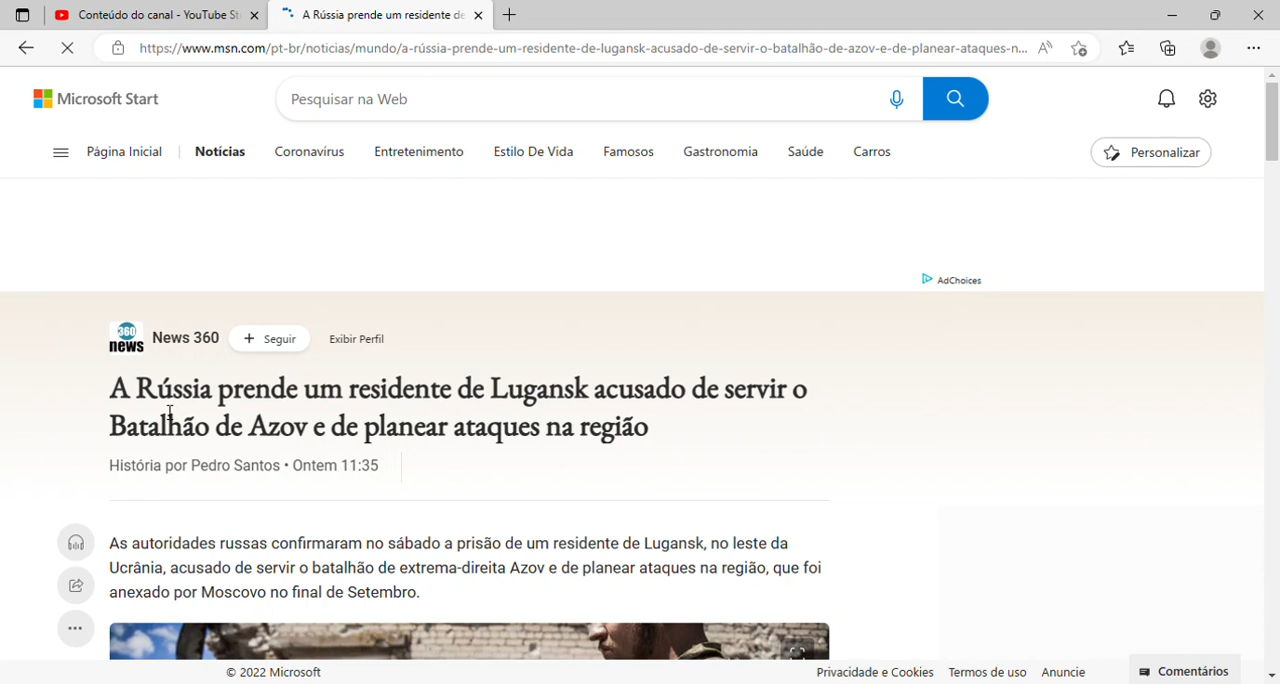 Conteúdo do canal - YouTube St
A Rússia prende um residente de
https://www.msn.com/pt-br/noticias/mundo/a-rússia-prende-um-residente-de-lugansk-acusado-de-servir-o-batalhão-de-azov-e-de-planear-ataques-n...
Microsoft Start
Pesquisar na Web
Página Inicial
Notícias
Coronavírus
Entretenimento
Estilo De Vida
Famosos
Gastronomia
Saúde
Carros
Personalizar
AdChoices
360 news
News 360
+ Seguir
Exibir Perfil
A Rússia prende um residente de Lugansk acusado de servir o
Batalhão de Azov e de planear ataques na região
História por Pedro Santos • Ontem 11:35
As autoridades russas confirmaram no sábado a prisão de um residente de Lugansk, no leste da
Ucrânia, acusado de servir o batalhão de extrema-direita Azov e de planear ataques na região, que foi
anexado por Moscovo no final de Setembro.
© 2022 Microsoft
Privacidade e Cookies
Termos de uso
Anuncie
Comentários